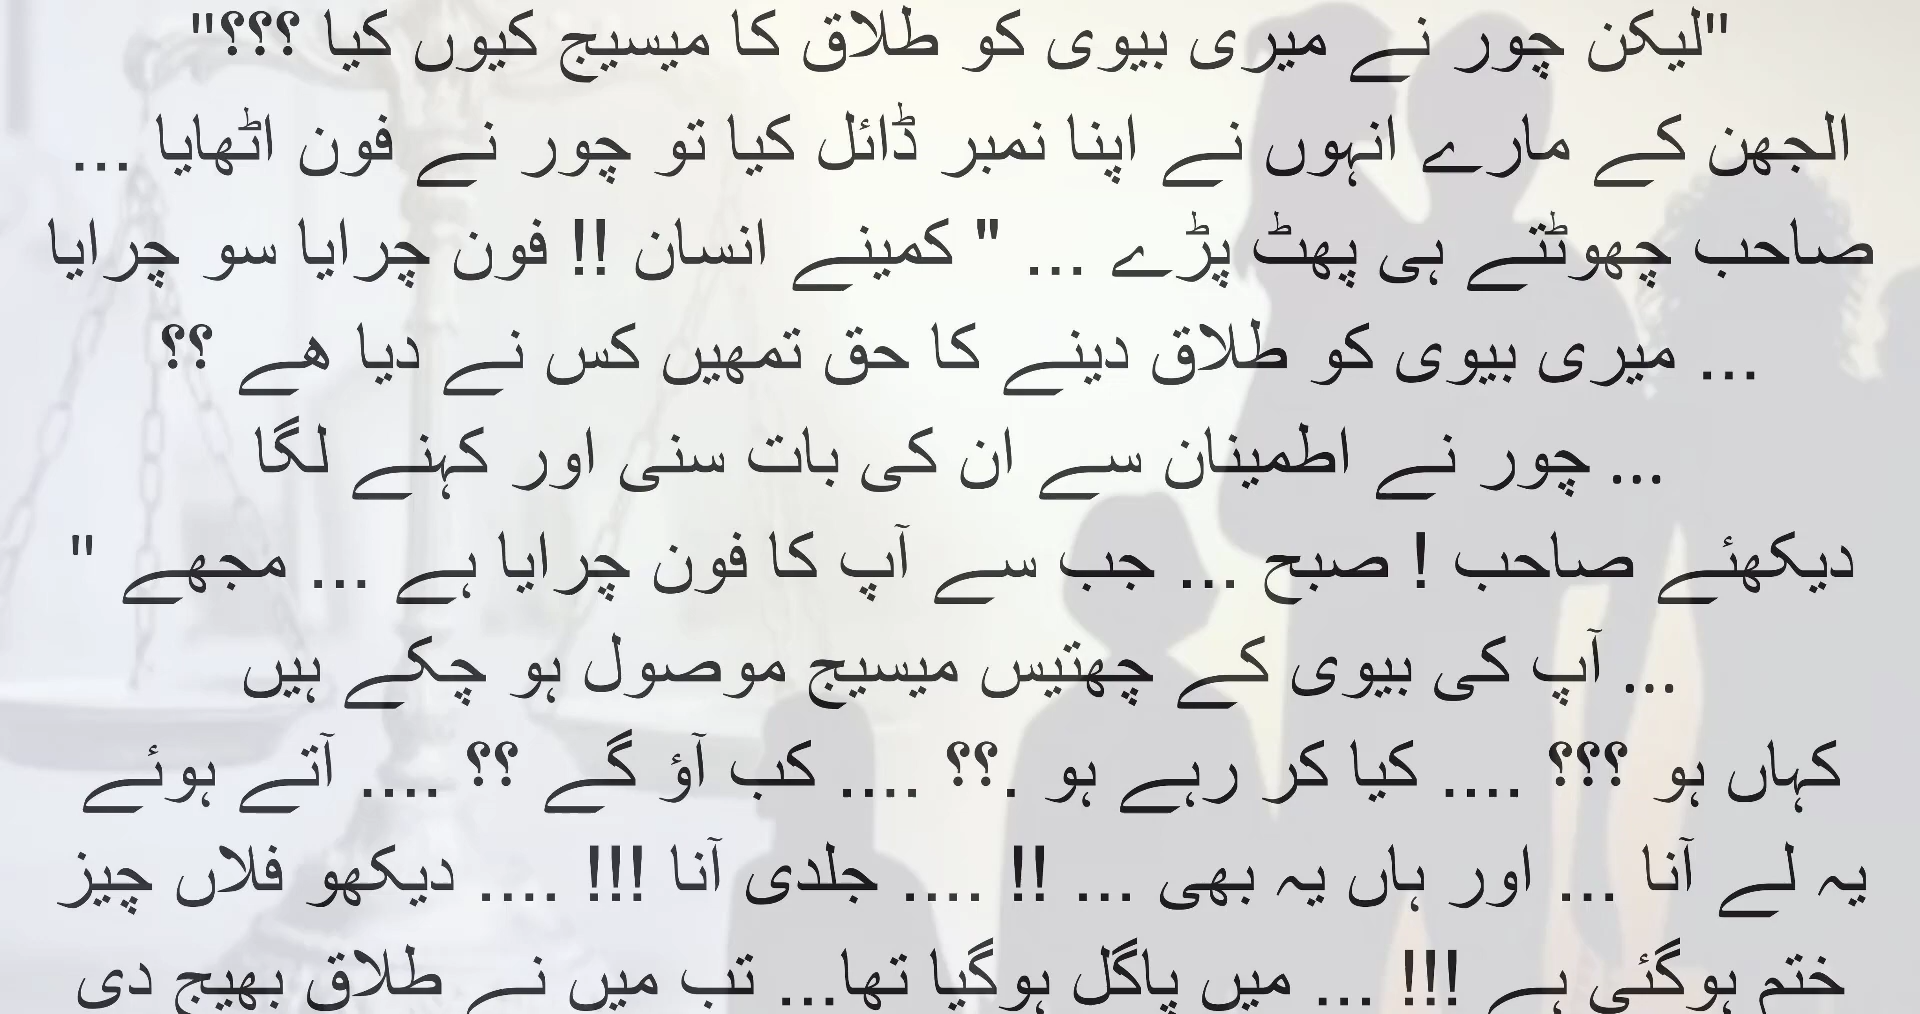 "لیکن چور نے میری بیوی کو طلاق کا میسیج کیوں کیا ؟؟؟"
الجھن کے مارے انہوں نے اپنا نمبر ڈائل کیا تو چور نے فون اٹھایا ...
صاحب چھوٹتے ہی پھٹ پڑے ... " کمینے انسان !! فون چرایا سو چرایا
... میری بیوی کو طلاق دینے کا حق تمھیں کس نے دیا ھے ؟؟
... چور نے اطمینان سے ان کی بات سنی اور کہنے لگا
دیکھئے صاحب ! صبح ... جب سے آپ کا فون چرایا ہے ... مجھے "
... آپ کی بیوی کے چھتیس میسیج موصول ہو چکے ہیں
کہاں ہو ؟؟؟ .... کیا کر رہے ہو .؟؟ .... کب آؤ گے ؟؟ .... آتے ہوئے
یہ لے آنا ... اور ہاں یہ بھی ... !! .... جلدی آنا !!! .... دیکھو فلاں چیز
ختم ہوگئی ہے !!! ... میں پاگل ہوگیا تھا... تب میں نے طلاق بھیج دی